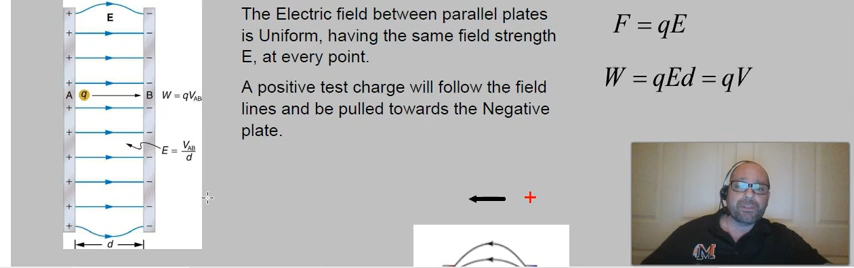 E
+ −
+ −
+ −
+ −
A q B W = qV_AB
+ −
+ −
E = V_AB / d
+ −
+ −
+ −
+ −
d
The Electric field between parallel plates
is Uniform, having the same field strength
E, at every point.
A positive test charge will follow the field
lines and be pulled towards the Negative
plate.
+
F = qE
W = qEd = qV
M